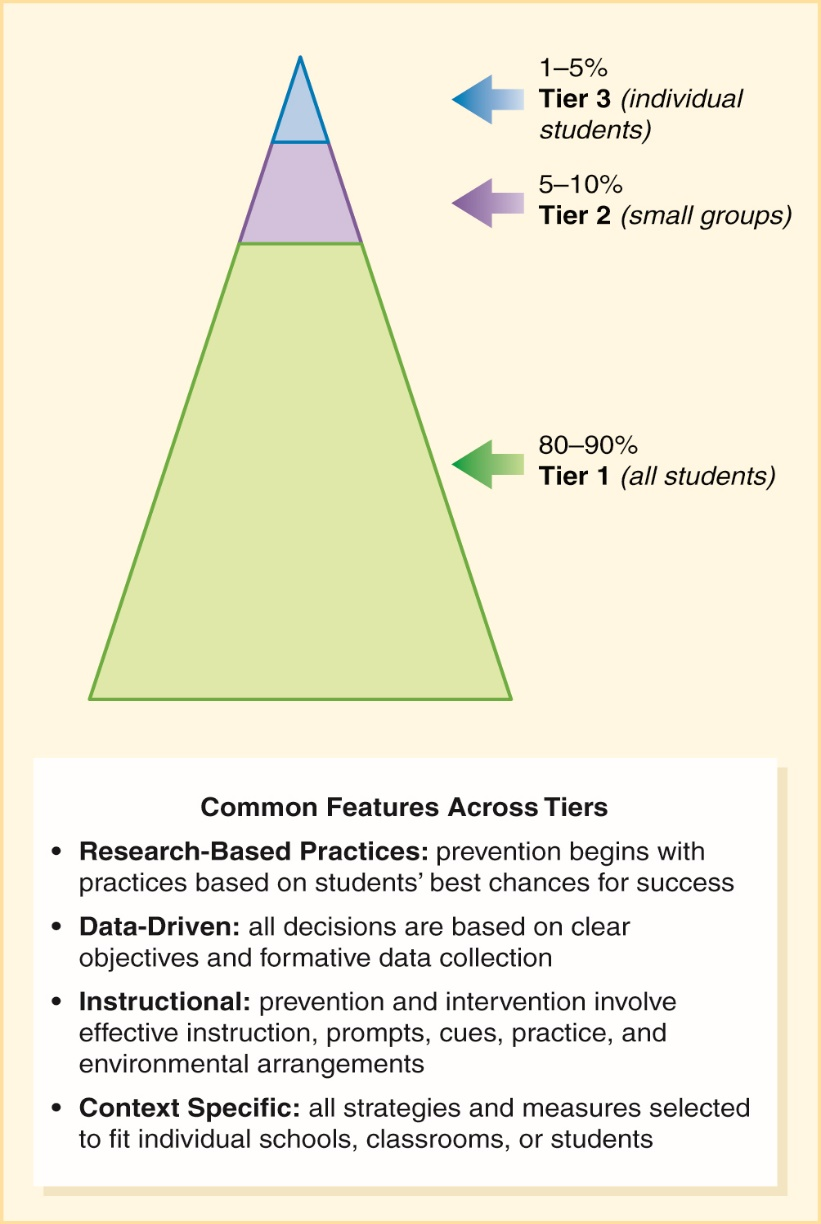 1–5%
Tier 3 (individual
students)
5–10%
Tier 2 (small groups)
80–90%
Tier 1 (all students)
Common Features Across Tiers
• Research-Based Practices: prevention begins with
practices based on students’ best chances for success
• Data-Driven: all decisions are based on clear
objectives and formative data collection
• Instructional: prevention and intervention involve
effective instruction, prompts, cues, practice, and
environmental arrangements
• Context Specific: all strategies and measures selected
to fit individual schools, classrooms, or students